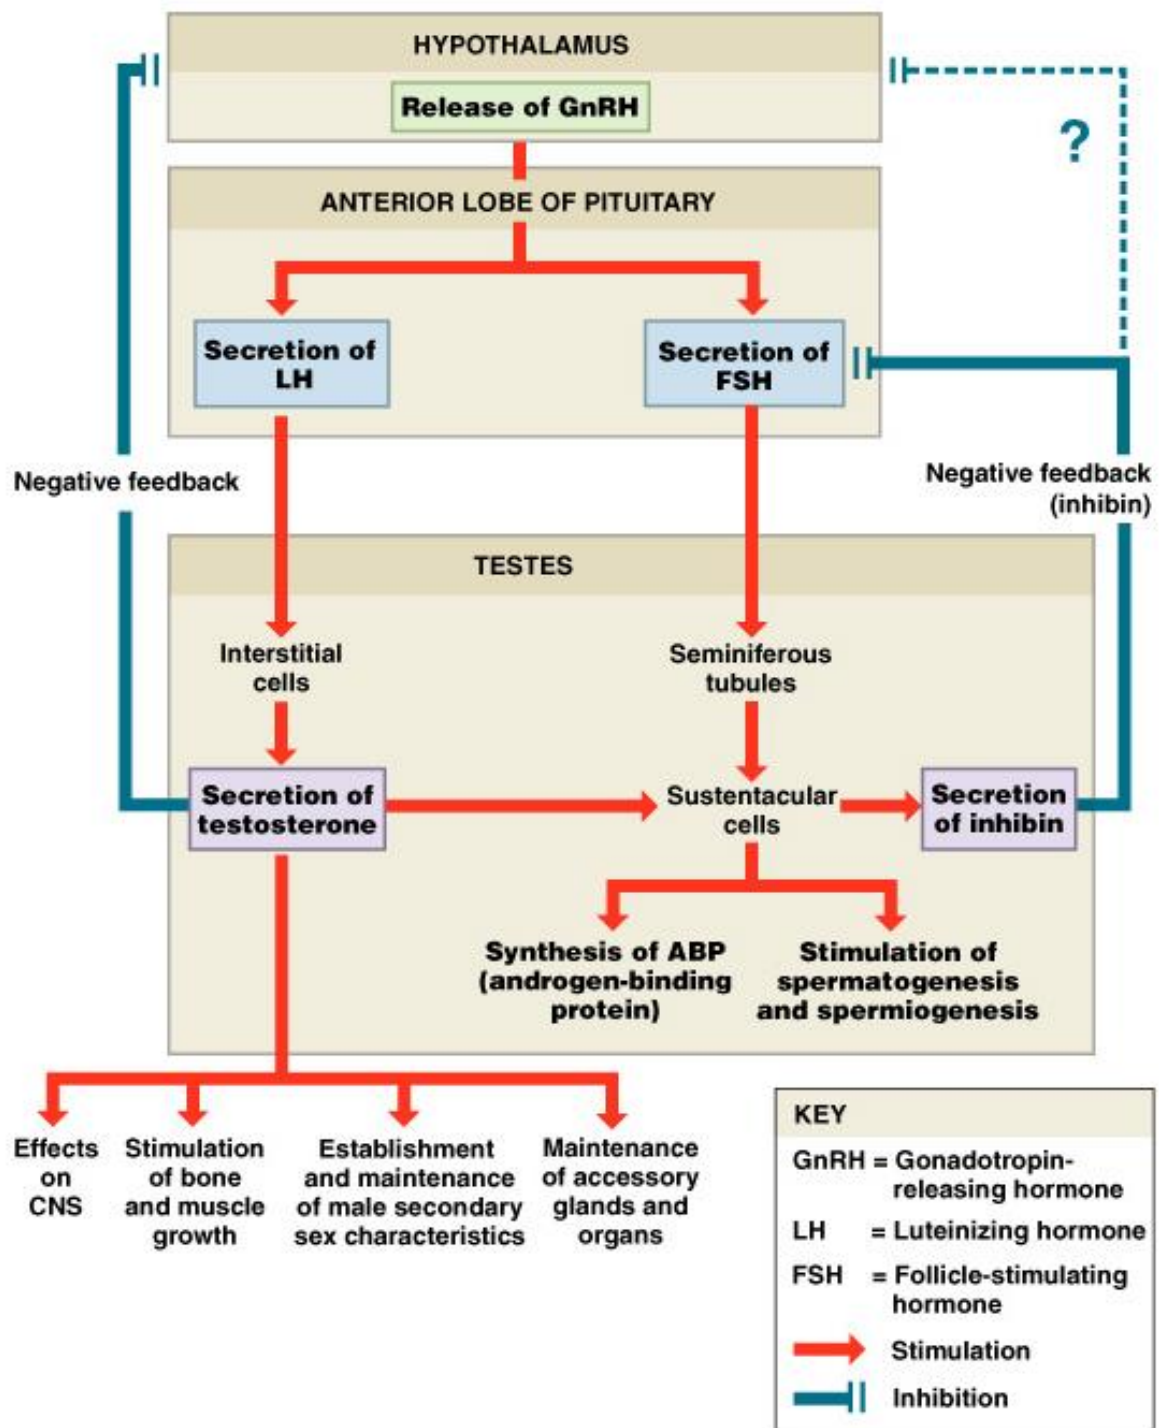 HYPOTHALAMUS
Release of GnRH
?
ANTERIOR LOBE OF PITUITARY
Secretion of
LH
Secretion of
FSH
Negative feedback
Negative feedback
(inhibin)
TESTES
Interstitial
cells
Seminiferous
tubules
Secretion of
testosterone
Sustentacular
cells
Secretion
of inhibin
Synthesis of ABP
(androgen-binding
protein)
Stimulation of
spermatogenesis
and spermiogenesis
Effects
on
CNS
Stimulation
of bone
and muscle
growth
Establishment
and maintenance
of male secondary
sex characteristics
Maintenance
of accessory
glands and
organs
KEY
GnRH = Gonadotropin-
releasing hormone
LH = Luteinizing hormone
FSH = Follicle-stimulating
hormone
Stimulation
Inhibition